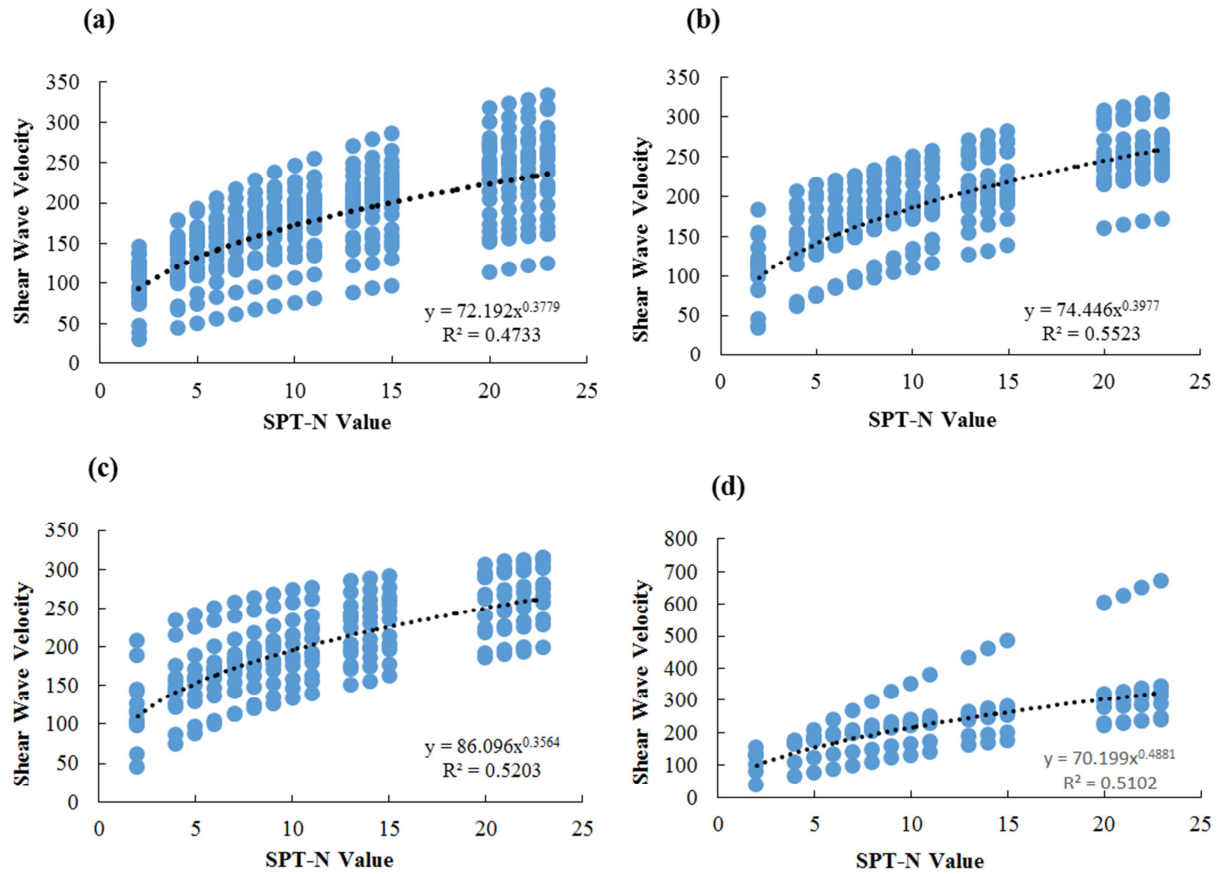 (a)
350
300
250
200
150
100
50
0
0 5 10 15 20 25
Shear Wave Velocity
SPT-N Value
y = 72.192x^0.3779
R² = 0.4733
(b)
350
300
250
200
150
100
50
0
0 5 10 15 20 25
Shear Wave Velocity
SPT-N Value
y = 74.446x^0.3977
R² = 0.5523
(c)
350
300
250
200
150
100
50
0
0 5 10 15 20 25
Shear Wave Velocity
SPT-N Value
y = 86.096x^0.3564
R² = 0.5203
(d)
800
700
600
500
400
300
200
100
0
0 5 10 15 20 25
Shear Wave Velocity
SPT-N Value
y = 70.199x^0.4881
R² = 0.5102